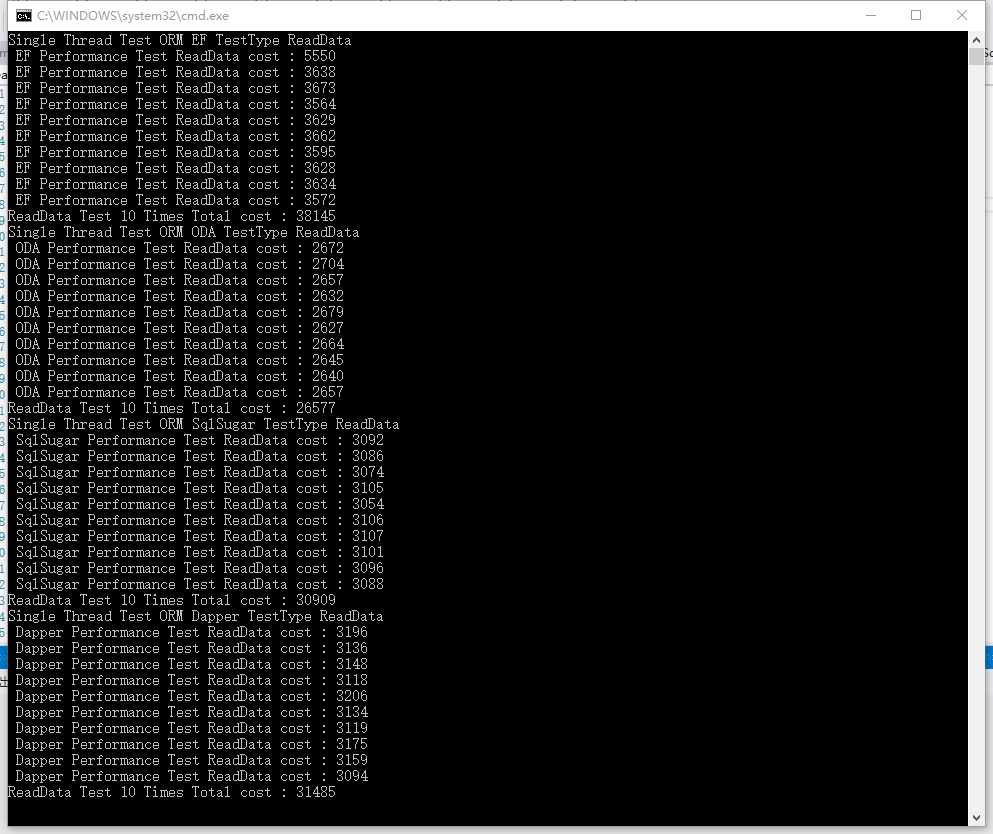 C:\WINDOWS\system32\cmd.exe
Single Thread Test ORM EF TestType ReadData
EF Performance Test ReadData cost : 5550
EF Performance Test ReadData cost : 3638
EF Performance Test ReadData cost : 3673
EF Performance Test ReadData cost : 3564
EF Performance Test ReadData cost : 3629
EF Performance Test ReadData cost : 3662
EF Performance Test ReadData cost : 3595
EF Performance Test ReadData cost : 3628
EF Performance Test ReadData cost : 3634
EF Performance Test ReadData cost : 3572
ReadData Test 10 Times Total cost : 38145
Single Thread Test ORM ODA TestType ReadData
ODA Performance Test ReadData cost : 2672
ODA Performance Test ReadData cost : 2704
ODA Performance Test ReadData cost : 2657
ODA Performance Test ReadData cost : 2632
ODA Performance Test ReadData cost : 2679
ODA Performance Test ReadData cost : 2627
ODA Performance Test ReadData cost : 2664
ODA Performance Test ReadData cost : 2645
ODA Performance Test ReadData cost : 2640
ODA Performance Test ReadData cost : 2657
ReadData Test 10 Times Total cost : 26577
Single Thread Test ORM SqlSugar TestType ReadData
SqlSugar Performance Test ReadData cost : 3092
SqlSugar Performance Test ReadData cost : 3086
SqlSugar Performance Test ReadData cost : 3074
SqlSugar Performance Test ReadData cost : 3105
SqlSugar Performance Test ReadData cost : 3054
SqlSugar Performance Test ReadData cost : 3106
SqlSugar Performance Test ReadData cost : 3107
SqlSugar Performance Test ReadData cost : 3101
SqlSugar Performance Test ReadData cost : 3096
SqlSugar Performance Test ReadData cost : 3088
ReadData Test 10 Times Total cost : 30909
Single Thread Test ORM Dapper TestType ReadData
Dapper Performance Test ReadData cost : 3196
Dapper Performance Test ReadData cost : 3136
Dapper Performance Test ReadData cost : 3148
Dapper Performance Test ReadData cost : 3118
Dapper Performance Test ReadData cost : 3206
Dapper Performance Test ReadData cost : 3134
Dapper Performance Test ReadData cost : 3119
Dapper Performance Test ReadData cost : 3175
Dapper Performance Test ReadData cost : 3159
Dapper Performance Test ReadData cost : 3094
ReadData Test 10 Times Total cost : 31485